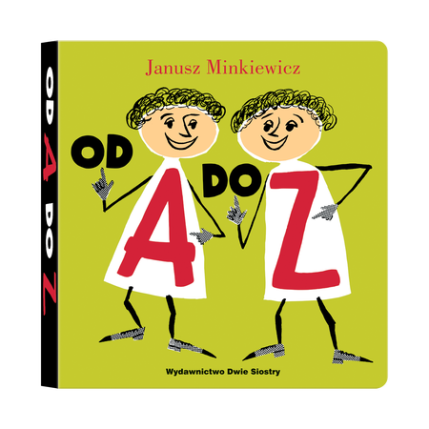 Janusz Minkiewicz
OD
A
DO
Z
Wydawnictwo Dwie Siostry
OD A DO Z